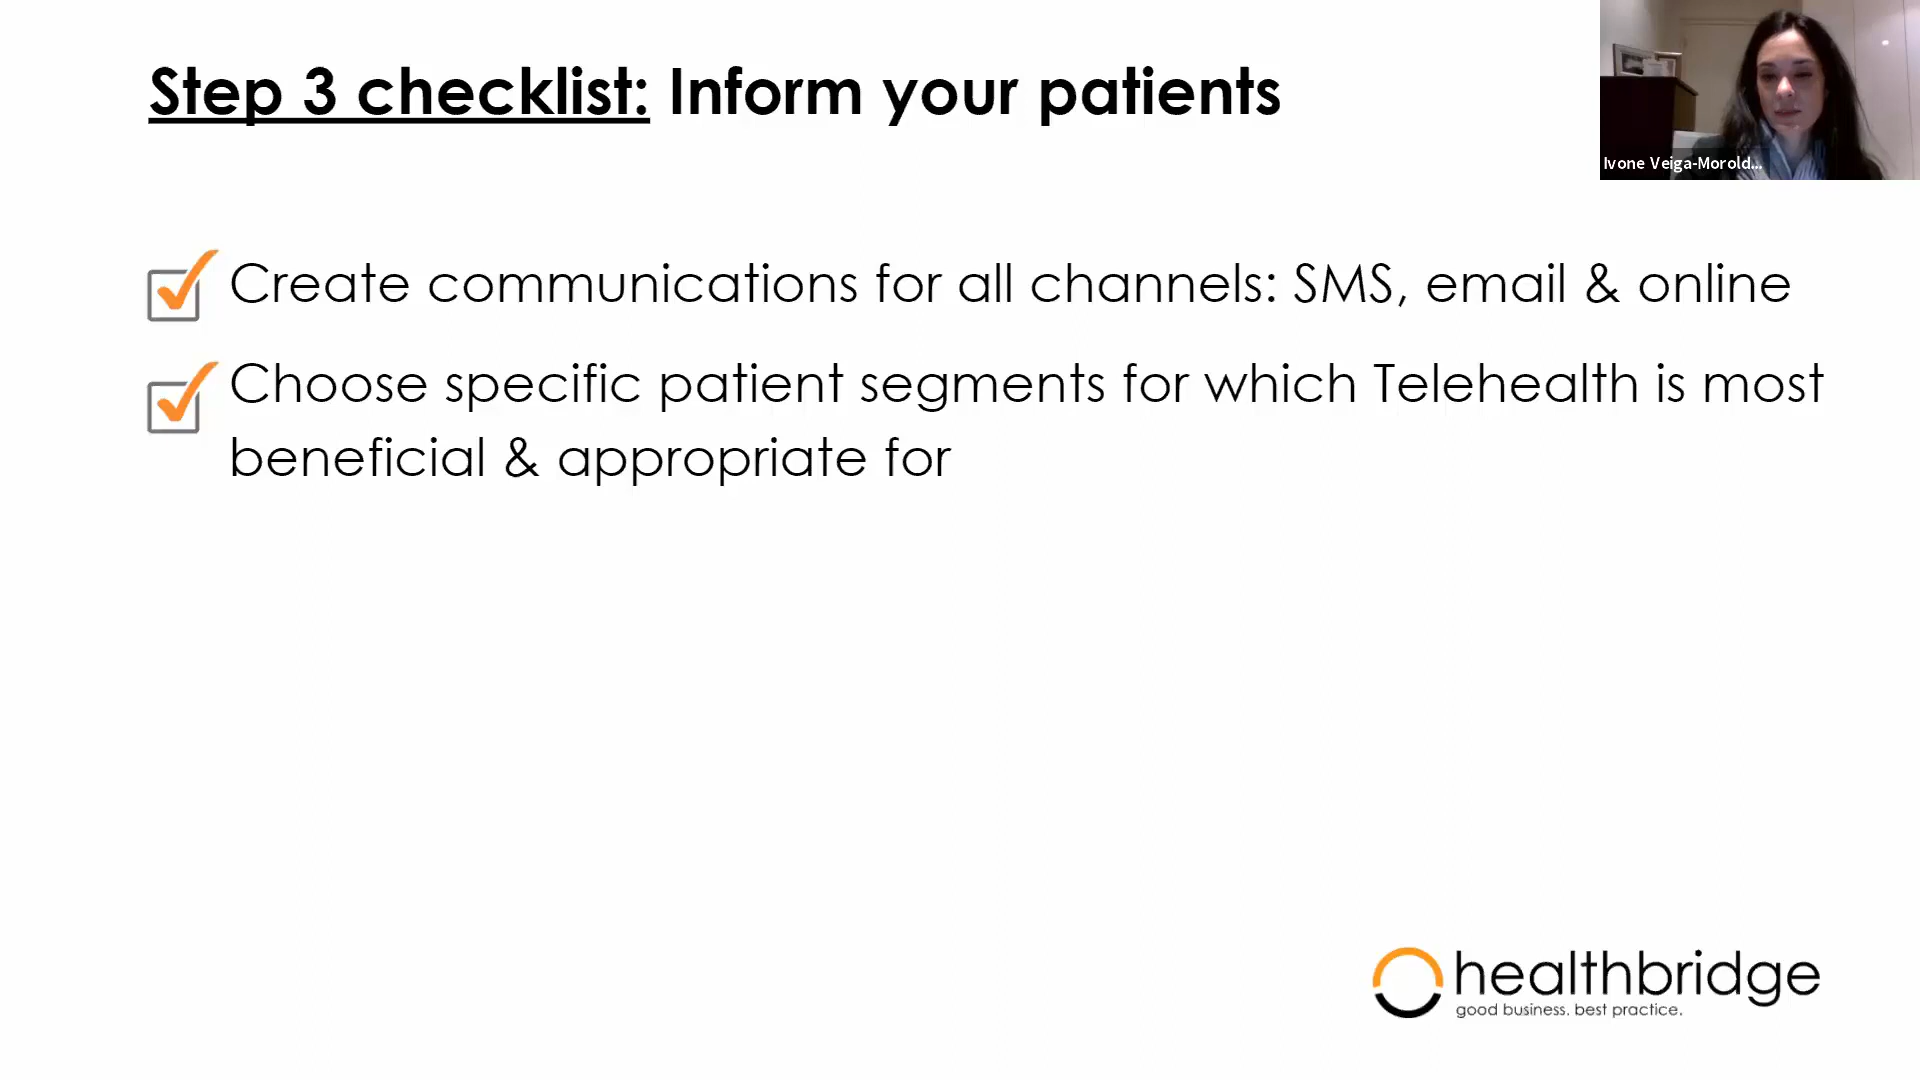 Step 3 checklist: Inform your patients
Ivone Veiga-Morold...
Create communications for all channels: SMS, email & online
Choose specific patient segments for which Telehealth is most
beneficial & appropriate for
healthbridge
good business. best practice.